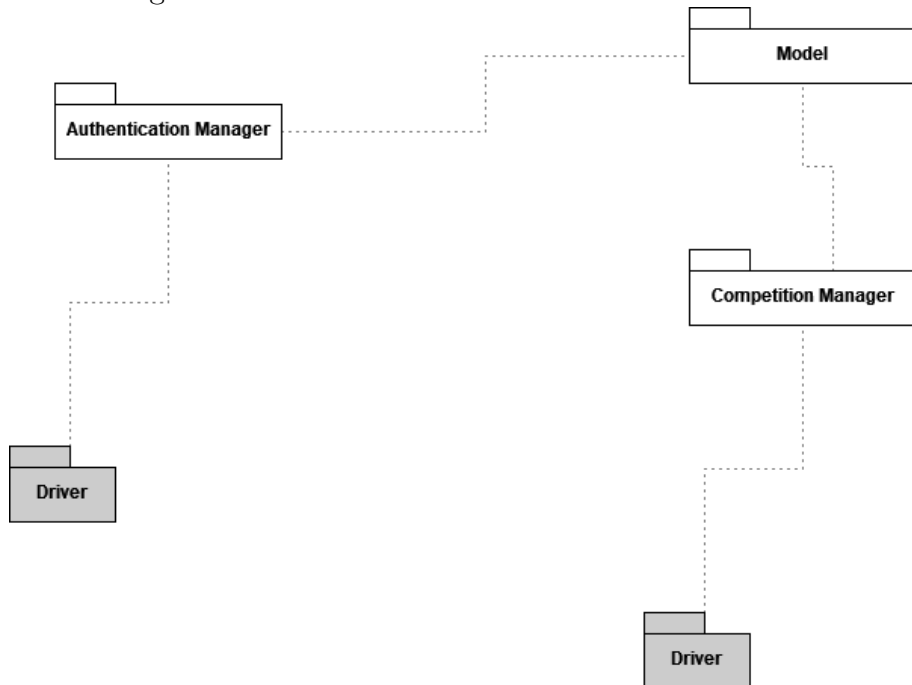 Model
Authentication Manager
Competition Manager
Driver
Driver